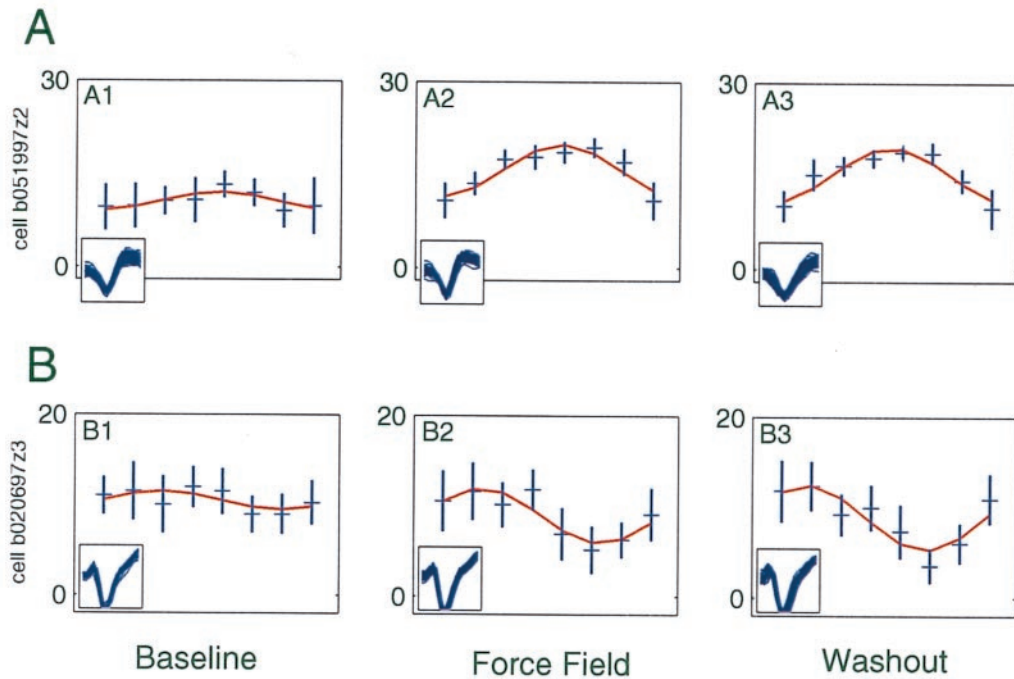 A
cell b051997z2
30
0
A1
30
0
A2
30
0
A3
B
cell b020697z3
20
0
B1
20
0
B2
20
0
B3
Baseline
Force Field
Washout